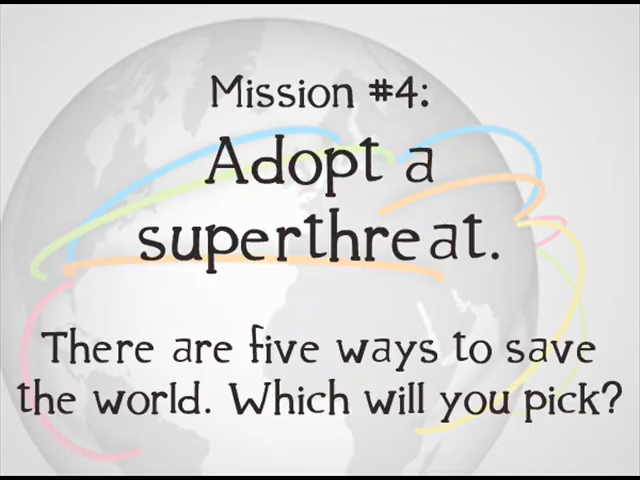 Mission #4:
Adopt a
superthreat.
There are five ways to save
the world. Which will you pick?